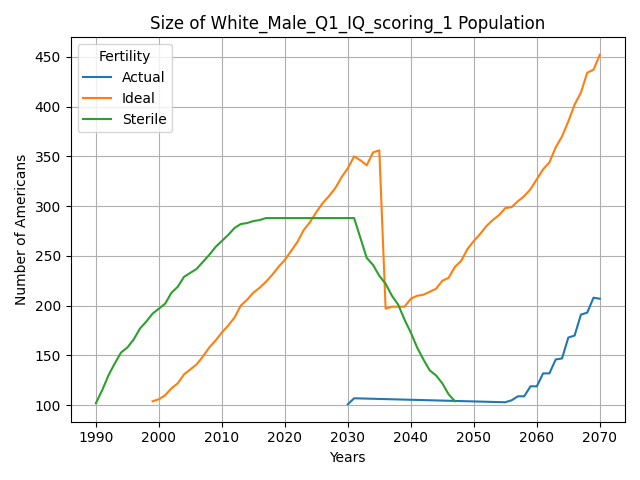 Size of White_Male_Q1_IQ_scoring_1 Population
Fertility
Actual
Ideal
Sterile
Number of Americans
450
400
350
300
250
200
150
100
1990 2000 2010 2020 2030 2040 2050 2060 2070
Years